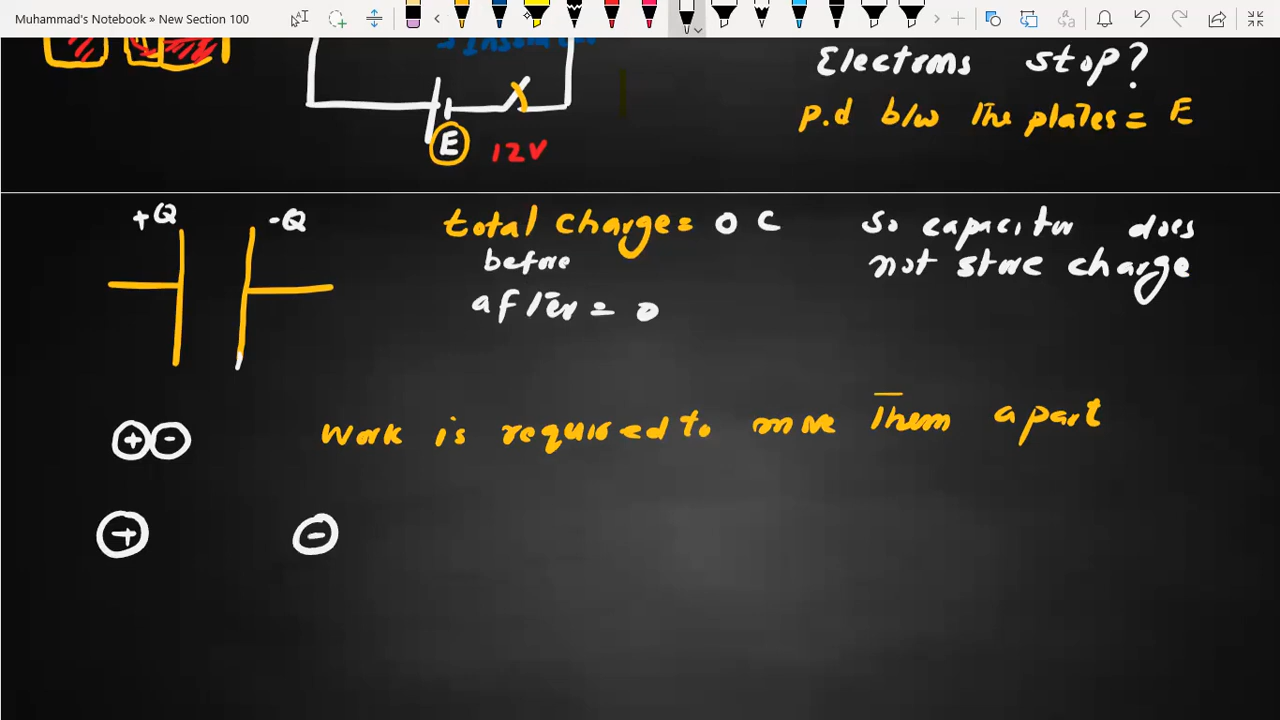 Muhammad's Notebook » New Section 100
Electrons stop?
p.d b/w the plates = E
E 12V
+Q -Q
total charge = 0 C
before
after = 0
so capacitor does
not store charge
+ -
work is required to move them apart
+ -